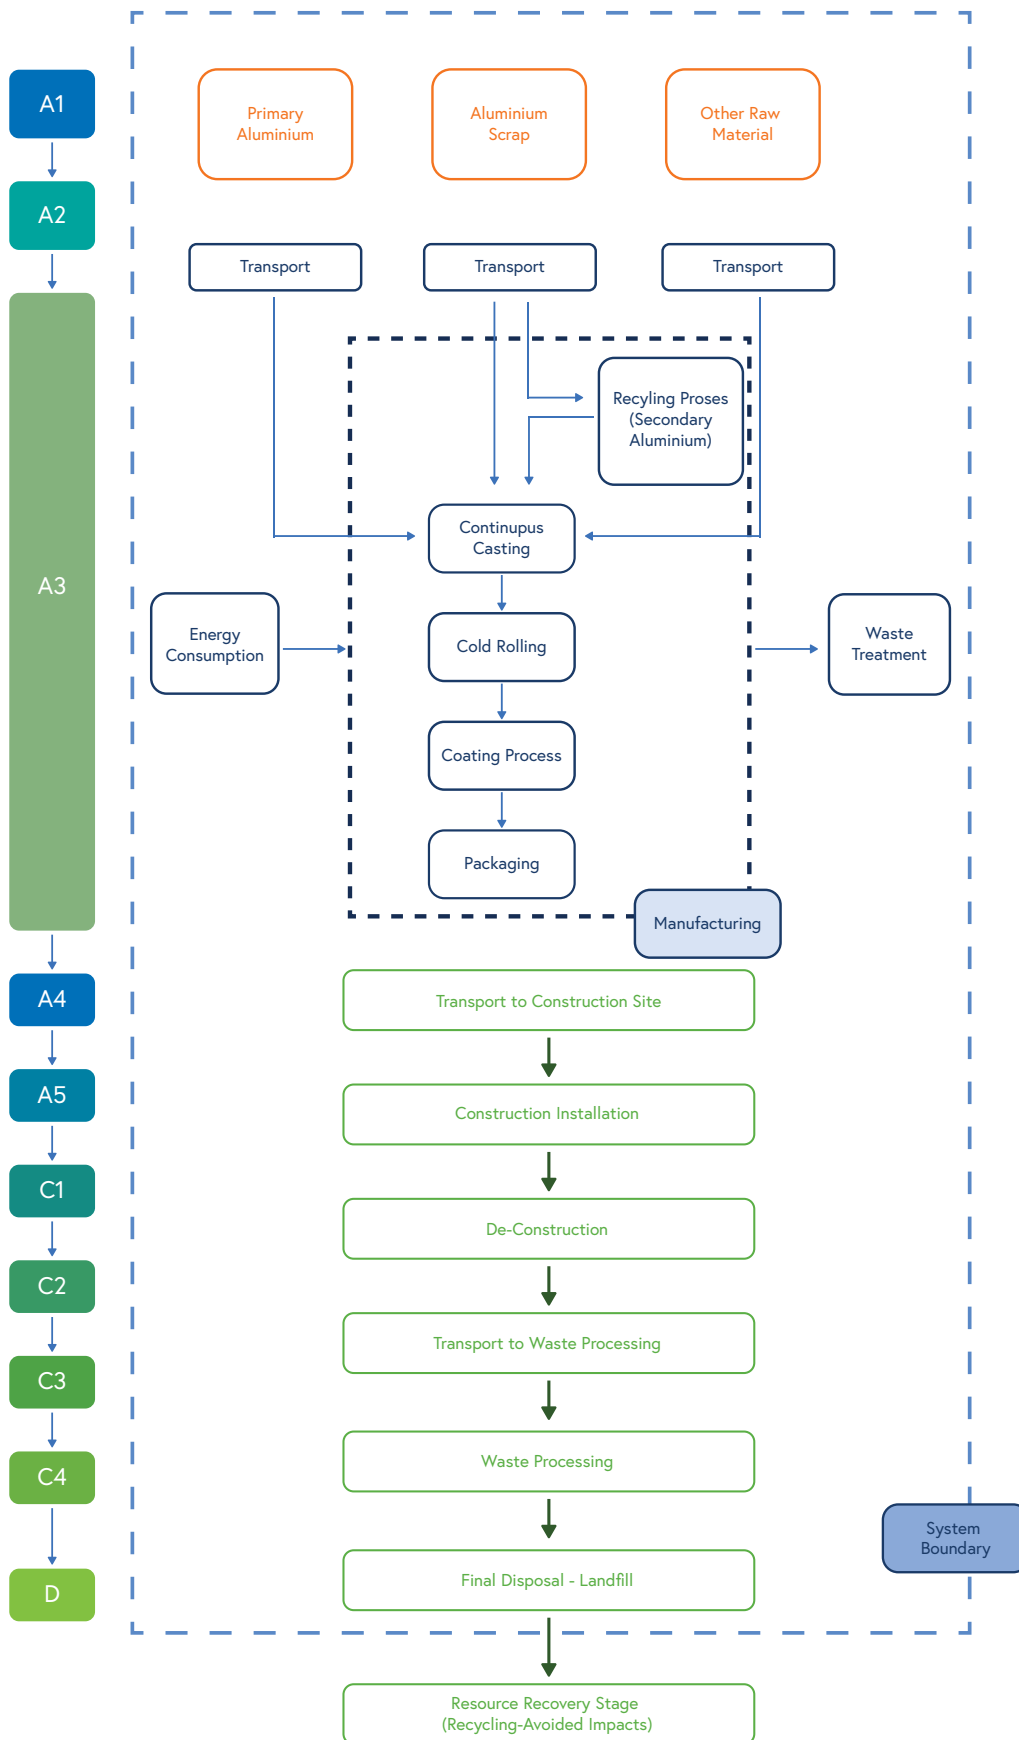 A1
Primary
Aluminium
Aluminium
Scrap
Other Raw
Material
A2
Transport
Transport
Transport
A3
Recyling Proses
(Secondary
Aluminium)
Continupus
Casting
Energy
Consumption
Cold Rolling
Waste
Treatment
Coating Process
Packaging
Manufacturing
A4
Transport to Construction Site
A5
Construction Installation
C1
De-Construction
C2
Transport to Waste Processing
C3
Waste Processing
C4
System
Boundary
Final Disposal - Landfill
D
Resource Recovery Stage
(Recycling-Avoided Impacts)